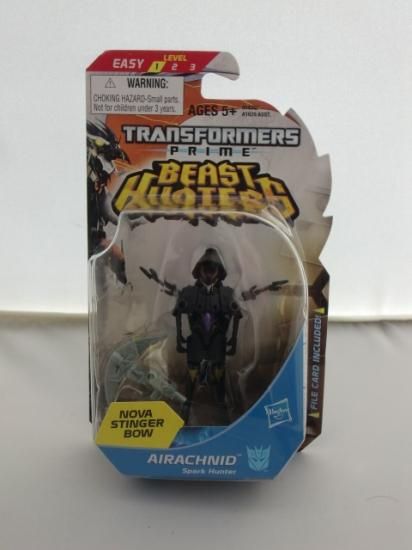 EASY LEVEL
1 2 3
WARNING:
CHOKING HAZARD-Small parts.
Not for children under 3 years.
AGES 5+
TRANSFORMERS
PRIME
BEAST
HUNTERS
FILE CARD INCLUDED!
NOVA
STINGER
BOW
Hasbro
AIRACHNID™
Spark Hunter